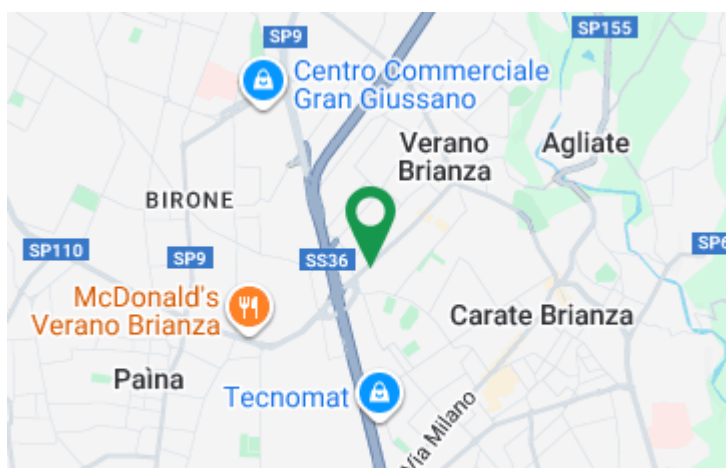 SP9
SP155
Centro Commerciale
Gran Giussano
Verano
Brianza
Agliate
BIRONE
SP110
SP9
SS36
SP6
McDonald's
Verano Brianza
Carate Brianza
Paìna
Tecnomat
Via Milano